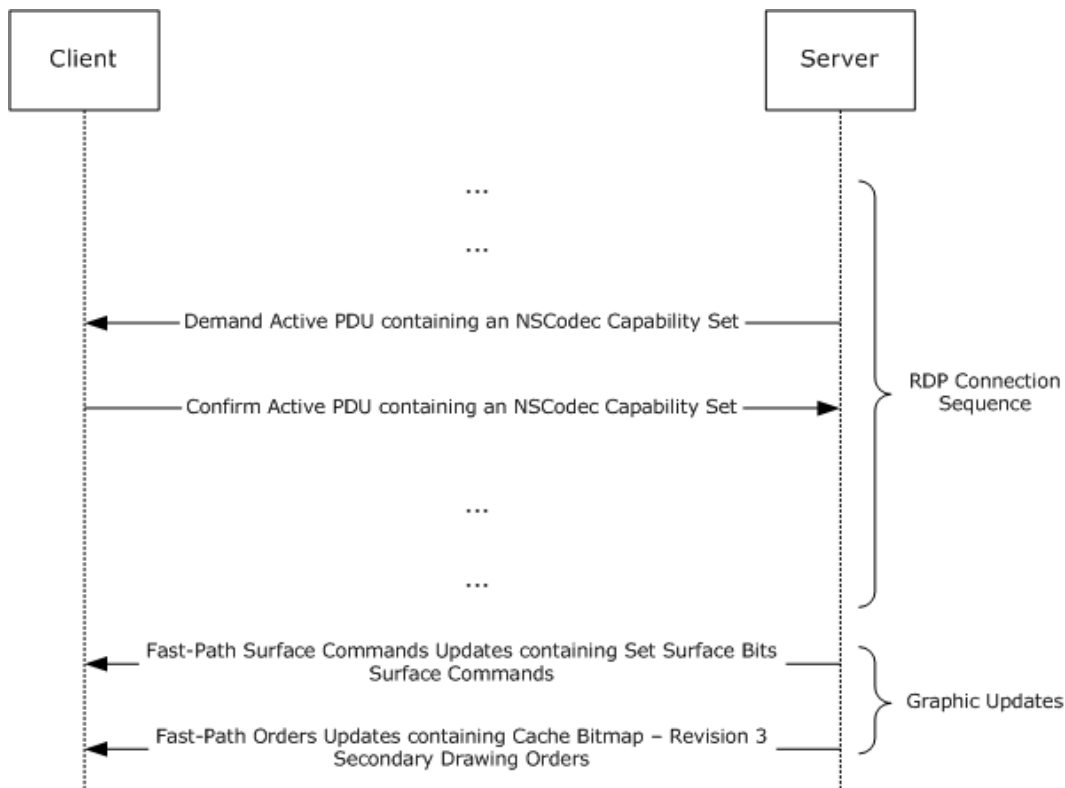 Client
Server
...
...
Demand Active PDU containing an NSCodec Capability Set
Confirm Active PDU containing an NSCodec Capability Set
RDP Connection
Sequence
...
...
Fast-Path Surface Commands Updates containing Set Surface Bits
Surface Commands
Graphic Updates
Fast-Path Orders Updates containing Cache Bitmap – Revision 3
Secondary Drawing Orders